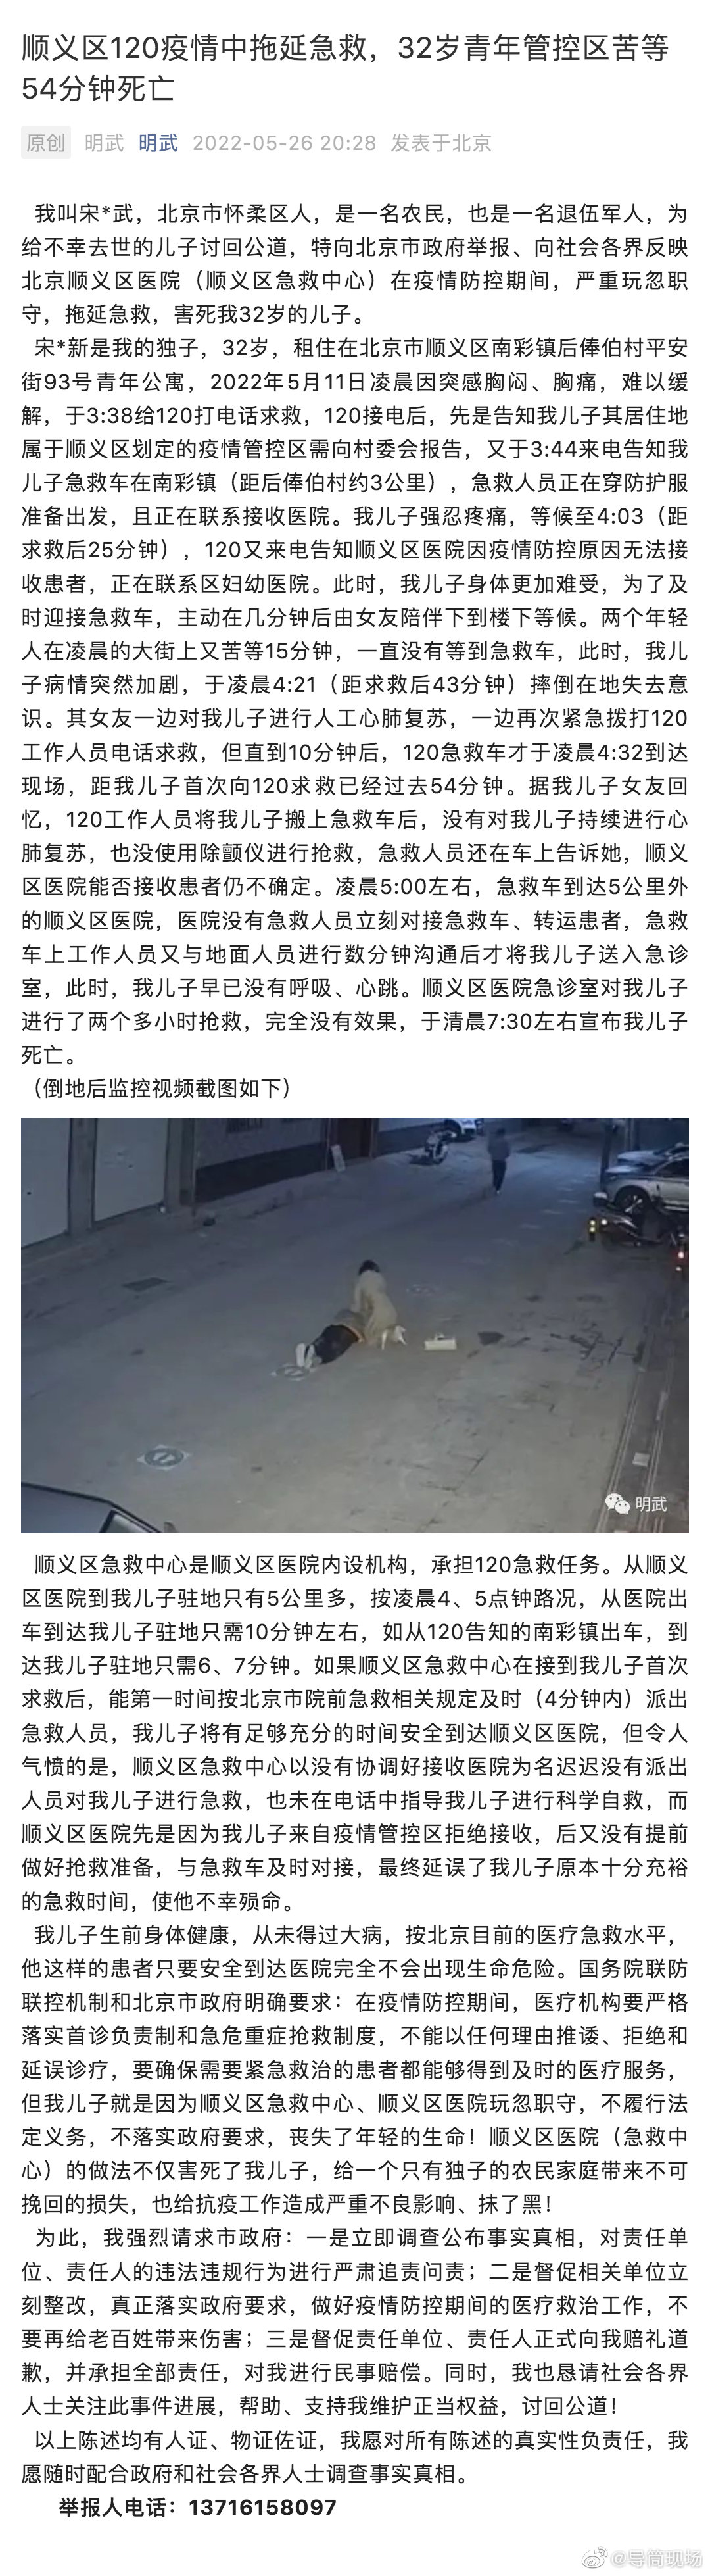 顺义区120疫情中拖延急救，32岁青年管控区苦等
54分钟死亡
原创 明武 明武 2022-05-26 20:28 发表于北京
我叫宋*武，北京市怀柔区人，是一名农民，也是一名退伍军人，为
给不幸去世的儿子讨回公道，特向北京市政府举报、向社会各界反映
北京顺义区医院（顺义区急救中心）在疫情防控期间，严重玩忽职
守，拖延急救，害死我32岁的儿子。
宋*新是我的独子，32岁，租住在北京市顺义区南彩镇后俸伯村平安
街93号青年公寓，2022年5月11日凌晨因突感胸闷、胸痛，难以缓
解，于3:38给120打电话求救，120接电后，先是告知我儿子其居住地
属于顺义区划定的疫情管控区需向村委会报告，又于3:44来电告知我
儿子急救车在南彩镇（距后俸伯村约3公里），急救人员正在穿防护服
准备出发，且正在联系接收医院。我儿子强忍疼痛，等候至4:03（距
求救后25分钟），120又来电告知顺义区医院因疫情防控原因无法接
收患者，正在联系区妇幼医院。此时，我儿子身体更加难受，为了及
时迎接急救车，主动在几分钟后由女友陪伴下到楼下等候。两个年轻
人在凌晨的大街上又苦等15分钟，一直没有等到急救车，此时，我儿
子病情突然加剧，于凌晨4:21（距求救后43分钟）摔倒在地失去意
识。其女友一边对我儿子进行人工心肺复苏，一边再次紧急拨打120
工作人员电话求救，但直到10分钟后，120急救车才于凌晨4:32到达
现场，距我儿子首次向120求救已经过去54分钟。据我儿子女友回
忆，120工作人员将我儿子搬上急救车后，没有对我儿子持续进行心
肺复苏，也没使用除颤仪进行抢救，急救人员还在车上告诉她，顺义
区医院能否接收患者仍不确定。凌晨5:00左右，急救车到达5公里外
的顺义区医院，医院没有急救人员立刻对接急救车、转运患者，急救
车上工作人员又与地面人员进行数分钟沟通后才将我儿子送入急诊
室，此时，我儿子早已没有呼吸、心跳。顺义区医院急诊室对我儿子
进行了两个多小时抢救，完全没有效果，于清晨7:30左右宣布我儿子
死亡。
（倒地后监控视频截图如下）
明武
顺义区急救中心是顺义区医院内设机构，承担120急救任务。从顺义
区医院到我儿子驻地只有5公里多，按凌晨4、5点钟路况，从医院出
车到达我儿子驻地只需10分钟左右，如从120告知的南彩镇出车，到
达我儿子驻地只需6、7分钟。如果顺义区急救中心在接到我儿子首次
求救后，能第一时间按北京市院前急救相关规定及时（4分钟内）派出
急救人员，我儿子将有足够充分的时间安全到达顺义区医院，但令人
气愤的是，顺义区急救中心以没有协调好接收医院为名迟迟没有派出
人员对我儿子进行急救，也未在电话中指导我儿子进行科学自救，而
顺义区医院先是因为我儿子来自疫情管控区拒绝接收，后又没有提前
做好抢救准备，与急救车及时对接，最终延误了我儿子原本十分充裕
的急救时间，使他不幸殒命。
我儿子生前身体健康，从未得过大病，按北京目前的医疗急救水平，
他这样的患者只要安全到达医院完全不会出现生命危险。国务院联防
联控机制和北京市政府明确要求：在疫情防控期间，医疗机构要严格
落实首诊负责制和急危重症抢救制度，不能以任何理由推诿、拒绝和
延误诊疗，要确保需要紧急救治的患者都能够得到及时的医疗服务，
但我儿子就是因为顺义区急救中心、顺义区医院玩忽职守，不履行法
定义务，不落实政府要求，丧失了年轻的生命！顺义区医院（急救中
心）的做法不仅害死了我儿子，给一个只有独子的农民家庭带来不可
挽回的损失，也给抗疫工作造成严重不良影响、抹了黑！
为此，我强烈请求市政府：一是立即调查公布事实真相，对责任单
位、责任人的违法违规行为进行严肃追责问责；二是督促相关单位立
刻整改，真正落实政府要求，做好疫情防控期间的医疗救治工作，不
要再给老百姓带来伤害；三是督促责任单位、责任人正式向我赔礼道
歉，并承担全部责任，对我进行民事赔偿。同时，我也恳请社会各界
人士关注此事件进展，帮助、支持我维护正当权益，讨回公道！
以上陈述均有人证、物证佐证，我愿对所有陈述的真实性负责任，我
愿随时配合政府和社会各界人士调查事实真相。
举报人电话：13716158097
@导筒现场